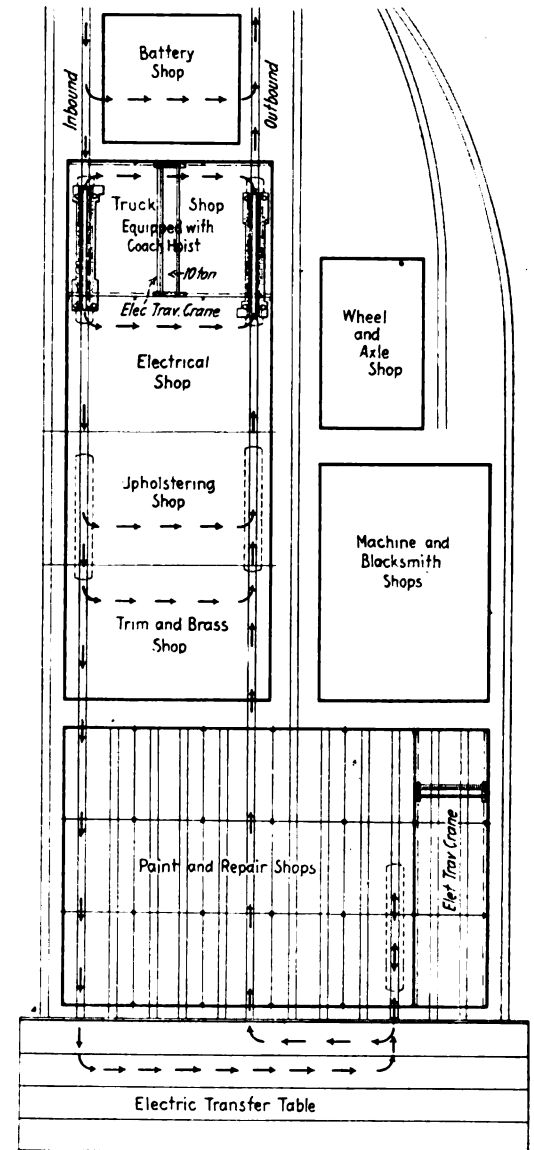 Battery
Shop
Inbound
Outbound
Truck Shop
Equipped with
Coach Hoist
10 ton
Elec Trav. Crane
Electrical
Shop
Wheel
and
Axle
Shop
Upholstering
Shop
Machine and
Blacksmith
Shops
Trim and Brass
Shop
Paint and Repair Shops
Elet Trav Crane
Electric Transfer Table